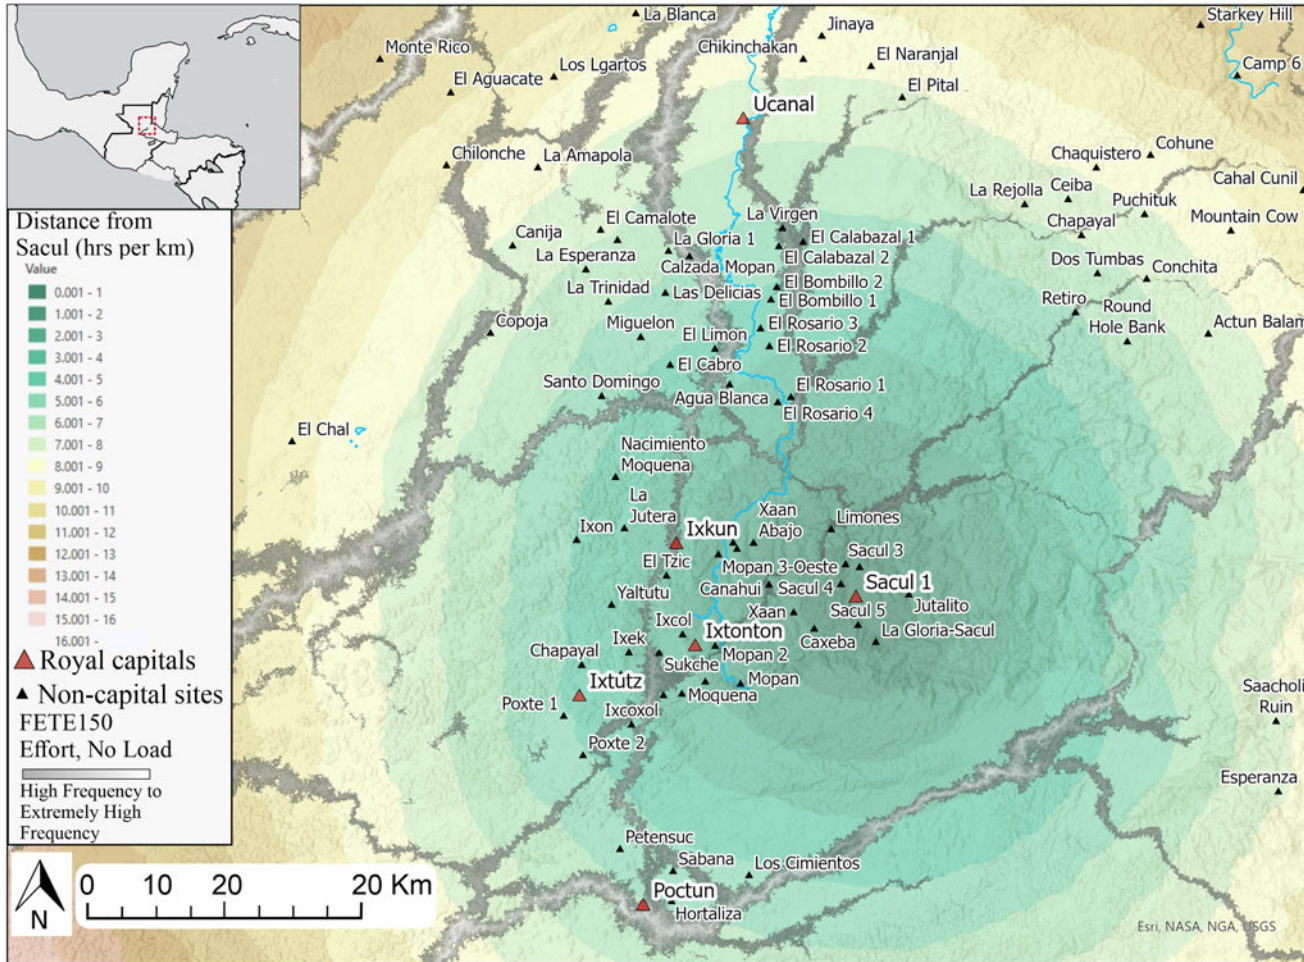 La Blanca
Starkey Hill
Jinaya
Monte Rico
Chikinchakan
El Naranjal
Los Lgartos
El Aguacate
Camp 6
El Pital
Ucanal
Chilonche
La Amapola
Cohune
Chaquistero
Cahal Cunil
La Rejolla
Ceiba
Puchituk
Distance from
Sacul (hrs per km)
Value
0.001 - 1
1.001 - 2
2.001 - 3
3.001 - 4
4.001 - 5
5.001 - 6
6.001 - 7
7.001 - 8
8.001 - 9
9.001 - 10
10.001 - 11
11.001 - 12
12.001 - 13
13.001 - 14
14.001 - 15
15.001 - 16
16.001 -
Royal capitals
Non-capital sites
FETE150
Effort, No Load
High Frequency to
Extremely High
Frequency
El Camalote
La Virgen
Chapayal
Mountain Cow
Canija
La Gloria 1
El Calabazal 1
La Esperanza
Calzada Mopan
El Calabazal 2
Dos Tumbas
Conchita
La Trinidad
Las Delicias
El Bombillo 2
El Bombillo 1
Retiro
Round
Hole Bank
Copoja
Miguelon
El Limon
El Rosario 3
El Rosario 2
Actun Balam
El Cabro
Santo Domingo
Agua Blanca
El Rosario 1
El Rosario 4
El Chal
Nacimiento
Moquena
La
Jutera
Ixon
Ixkun
Xaan
Abajo
Limones
El Tzic
Mopan 3-Oeste
Sacul 3
Canahui
Sacul 4
Sacul 1
Yaltutu
Jutalito
Xaan
Sacul 5
Ixcol
Ixtonton
Caxeba
La Gloria-Sacul
Chapayal
Ixek
Sukche
Mopan 2
Ixtútz
Moquena
Mopan
Poxte 1
Ixcoxol
Saacholi
Ruin
Poxte 2
Esperanza
Petensuc
Sabana
Los Cimientos
Poctun
Hortaliza
N
0 10 20 20 Km
Esri, NASA, NGA, USGS